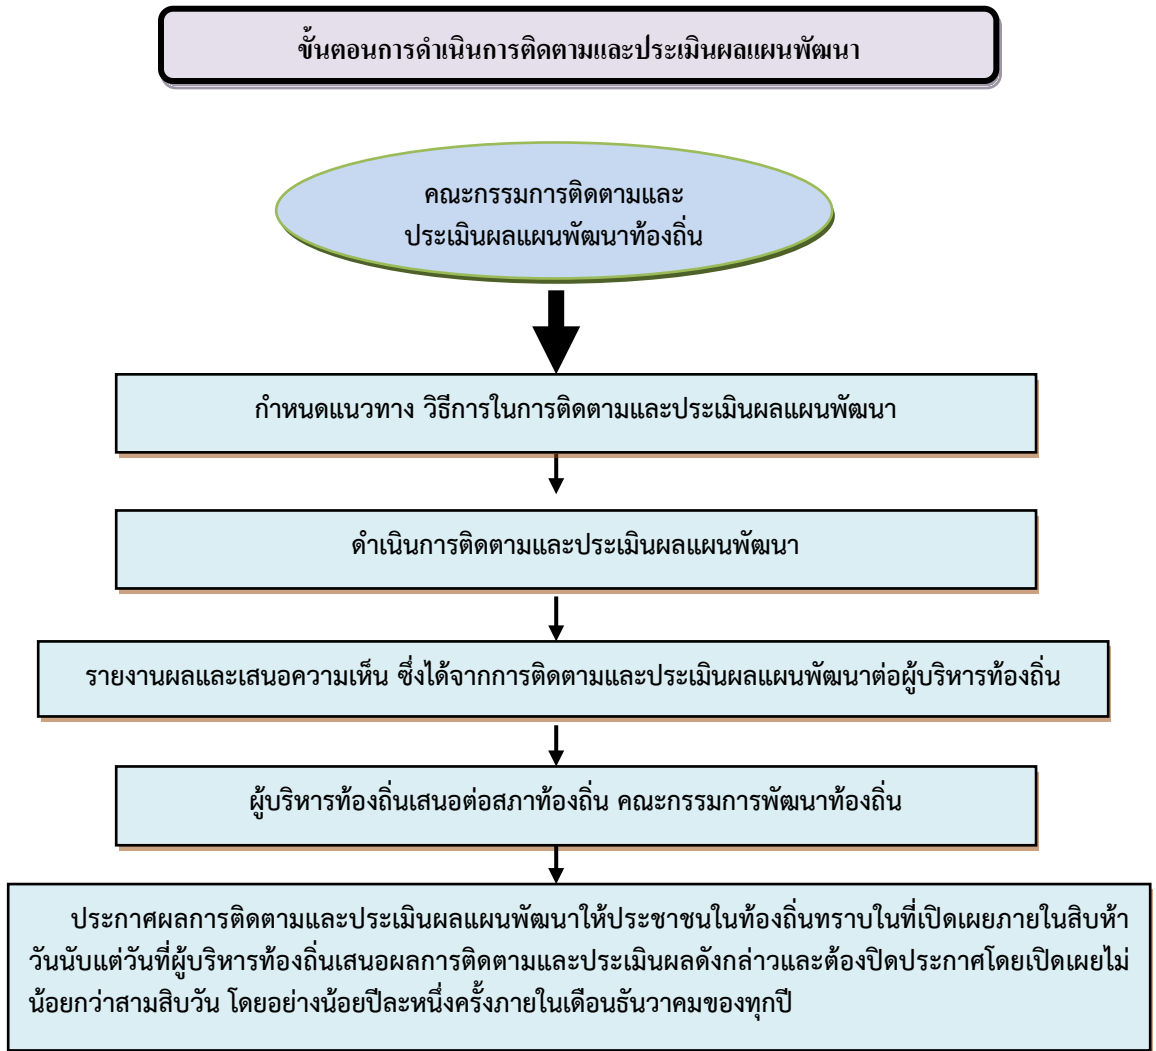 ขั้นตอนการดำเนินการติดตามและประเมินผลแผนพัฒนา
คณะกรรมการติดตามและ
ประเมินผลแผนพัฒนาท้องถิ่น
กำหนดแนวทาง วิธีการในการติดตามและประเมินผลแผนพัฒนา
ดำเนินการติดตามและประเมินผลแผนพัฒนา
รายงานผลและเสนอความเห็น ซึ่งได้จากการติดตามและประเมินผลแผนพัฒนาต่อผู้บริหารท้องถิ่น
ผู้บริหารท้องถิ่นเสนอต่อสภาท้องถิ่น คณะกรรมการพัฒนาท้องถิ่น
ประกาศผลการติดตามและประเมินผลแผนพัฒนาให้ประชาชนในท้องถิ่นทราบในที่เปิดเผยภายในสิบห้า
วันนับแต่วันที่ผู้บริหารท้องถิ่นเสนอผลการติดตามและประเมินผลดังกล่าวและต้องปิดประกาศโดยเปิดเผยไม่
น้อยกว่าสามสิบวัน โดยอย่างน้อยปีละหนึ่งครั้งภายในเดือนธันวาคมของทุกปี